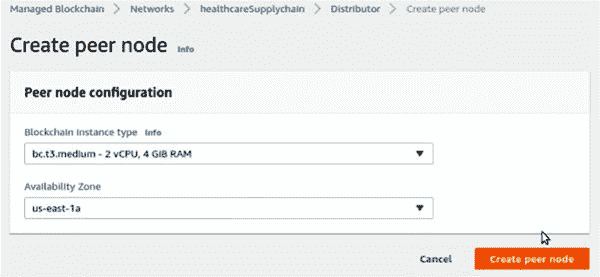 Managed Blockchain > Networks > healthcareSupplychain > Distributor > Create peer node
Create peer node Info
Peer node configuration
Blockchain instance type Info
bc.t3.medium - 2 vCPU, 4 GiB RAM
Availability Zone
us-east-1a
Cancel Create peer node